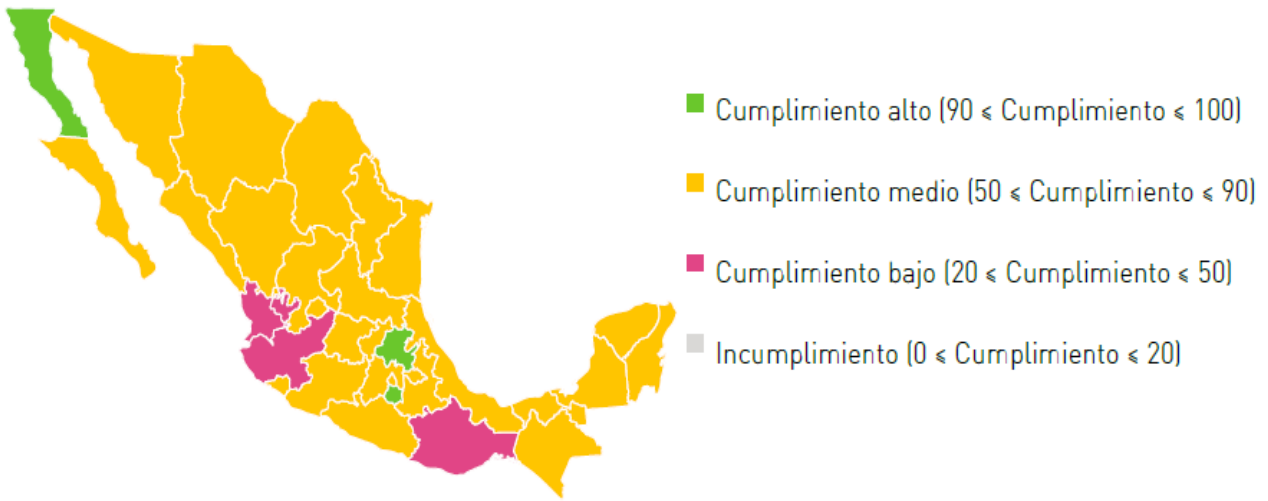 Cumplimiento alto (90 ≤ Cumplimiento ≤ 100)
Cumplimiento medio (50 ≤ Cumplimiento ≤ 90)
Cumplimiento bajo (20 ≤ Cumplimiento ≤ 50)
Incumplimiento (0 ≤ Cumplimiento ≤ 20)